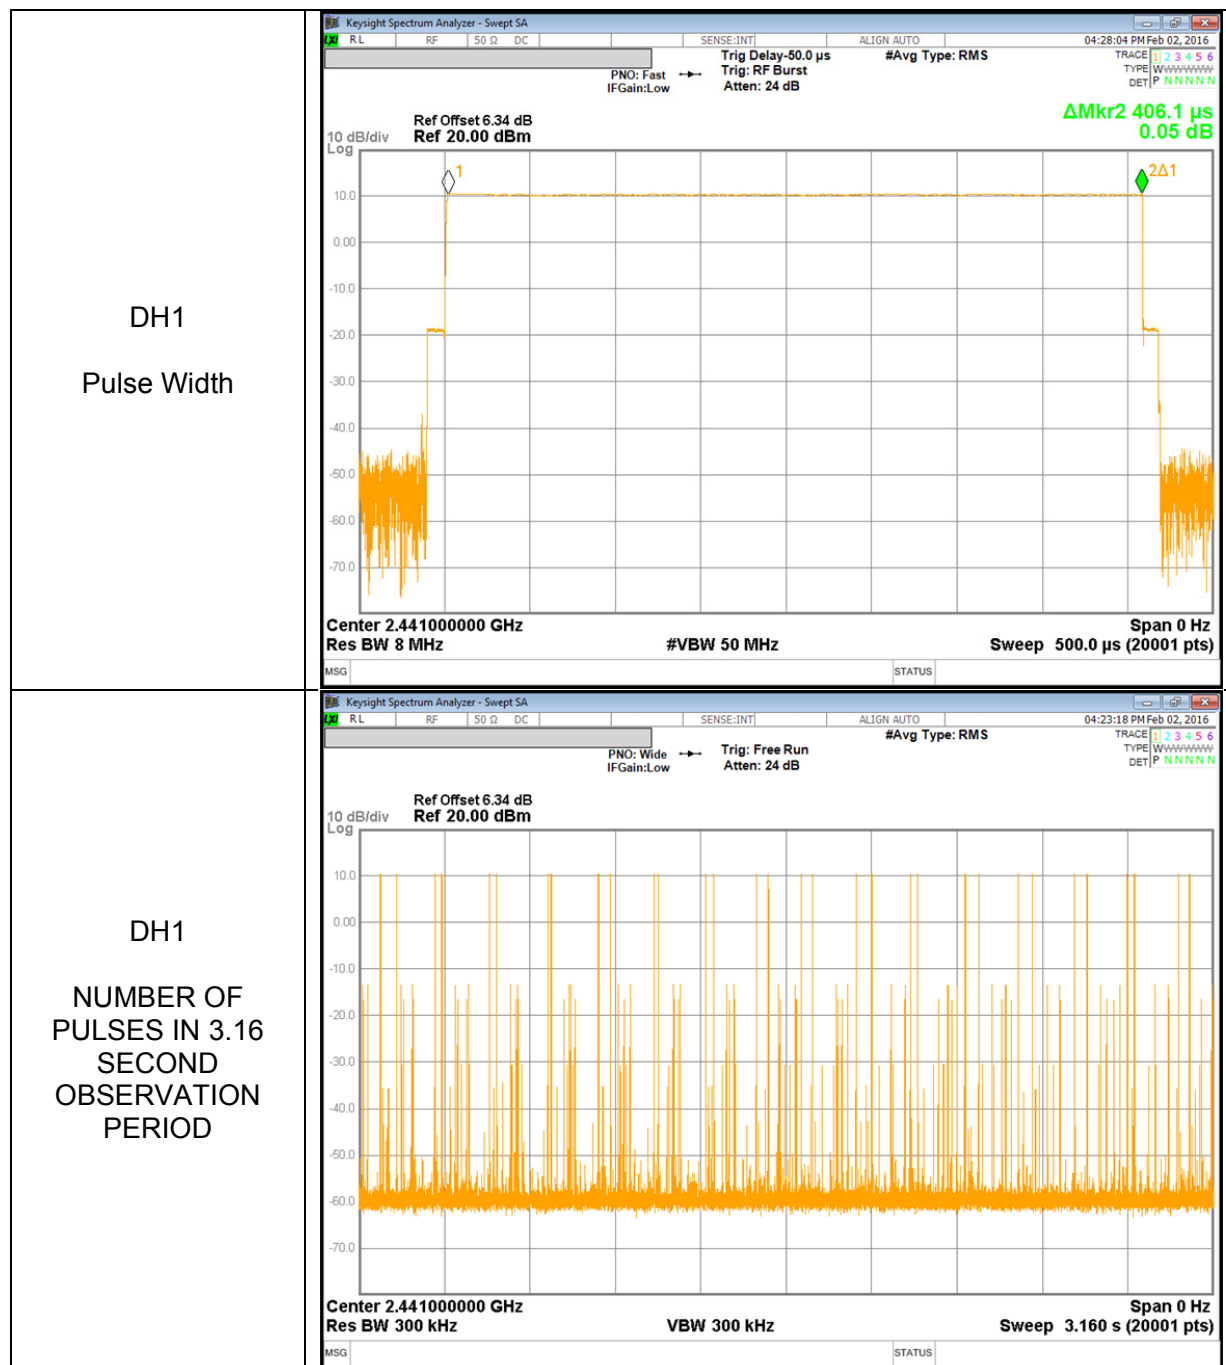 DH1
Pulse Width
Keysight Spectrum Analyzer - Swept SA
LXI RL RF 50 Ω DC SENSE:INT ALIGN AUTO 04:28:04 PM Feb 02, 2016
Trig Delay-50.0 µs #Avg Type: RMS TRACE 1 2 3 4 5 6
PNO: Fast Trig: RF Burst TYPE WWWWWWW
IFGain:Low Atten: 24 dB DET P N N N N N
ΔMkr2 406.1 µs
0.05 dB
Ref Offset 6.34 dB
10 dB/div Ref 20.00 dBm
Log
1
2Δ1
10.0
0.00
-10.0
-20.0
-30.0
-40.0
-50.0
-60.0
-70.0
Center 2.441000000 GHz Span 0 Hz
Res BW 8 MHz #VBW 50 MHz Sweep 500.0 µs (20001 pts)
MSG STATUS
DH1
NUMBER OF
PULSES IN 3.16
SECOND
OBSERVATION
PERIOD
Keysight Spectrum Analyzer - Swept SA
LXI RL RF 50 Ω DC SENSE:INT ALIGN AUTO 04:23:18 PM Feb 02, 2016
#Avg Type: RMS TRACE 1 2 3 4 5 6
PNO: Wide Trig: Free Run TYPE WWWWWWW
IFGain:Low Atten: 24 dB DET P N N N N N
Ref Offset 6.34 dB
10 dB/div Ref 20.00 dBm
Log
10.0
0.00
-10.0
-20.0
-30.0
-40.0
-50.0
-60.0
-70.0
Center 2.441000000 GHz Span 0 Hz
Res BW 300 kHz VBW 300 kHz Sweep 3.160 s (20001 pts)
MSG STATUS